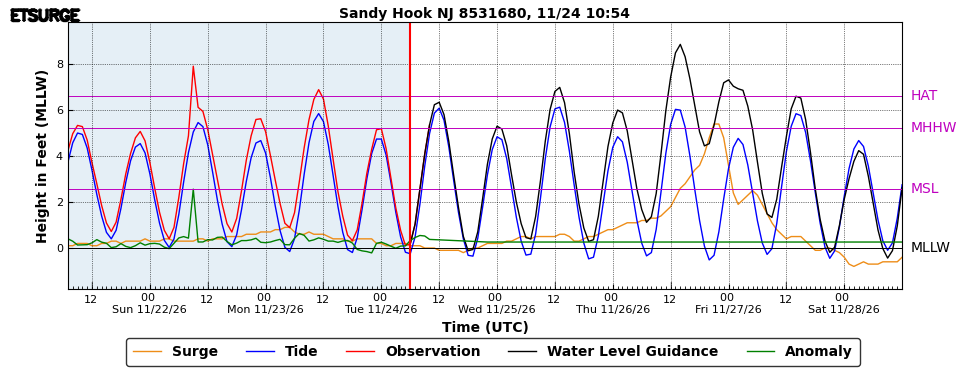 ETSURGE
Sandy Hook NJ 8531680, 11/24 10:54
Height in Feet (MLLW)
8
6
4
2
0
HAT
MHHW
MSL
MLLW
12 00 12 00 12 00 12 00 12 00 12 00 12 00
Sun 11/22/26 Mon 11/23/26 Tue 11/24/26 Wed 11/25/26 Thu 11/26/26 Fri 11/27/26 Sat 11/28/26
Time (UTC)
Surge Tide Observation Water Level Guidance Anomaly